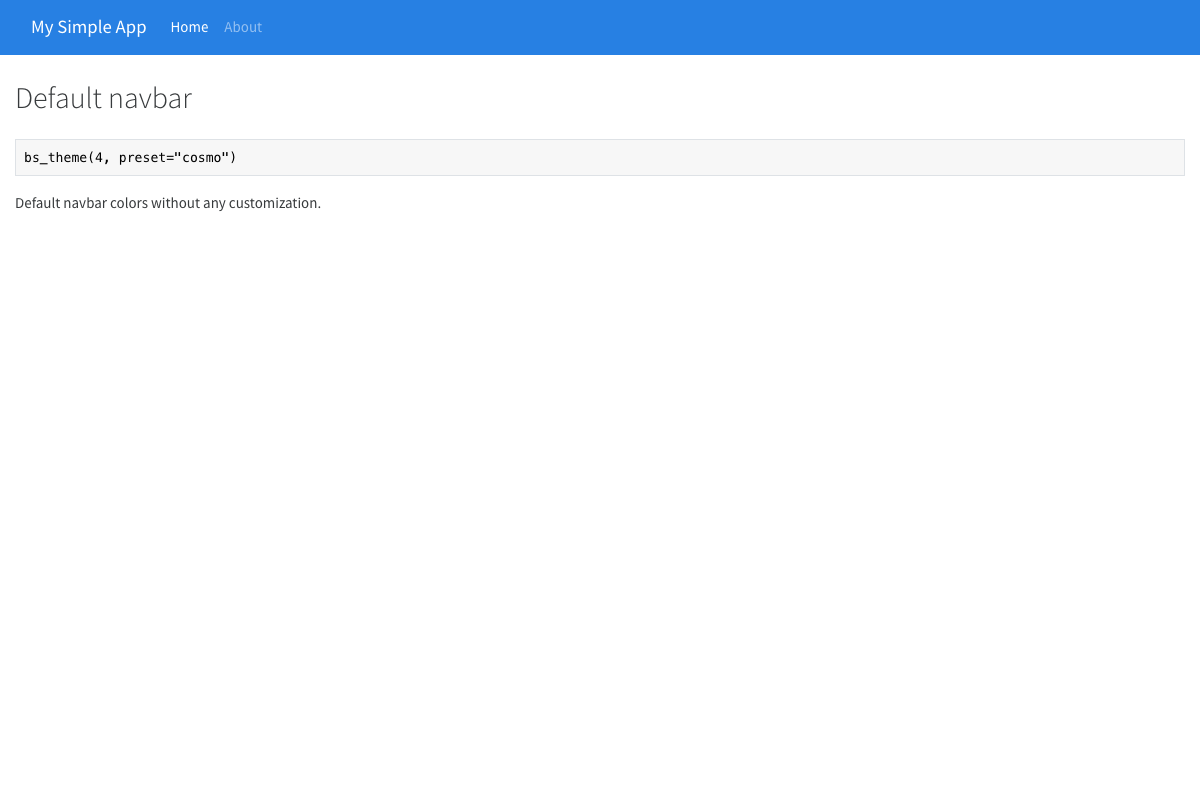 My Simple App Home About
Default navbar
bs_theme(4, preset="cosmo")
Default navbar colors without any customization.